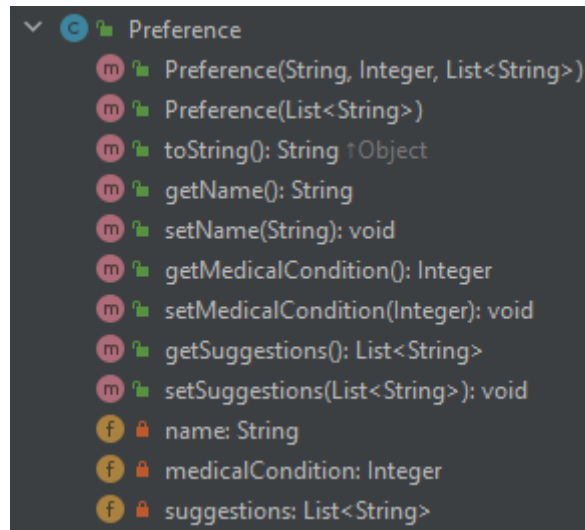 C Preference
m Preference(String, Integer, List<String>)
m Preference(List<String>)
m toString(): String ↑Object
m getName(): String
m setName(String): void
m getMedicalCondition(): Integer
m setMedicalCondition(Integer): void
m getSuggestions(): List<String>
m setSuggestions(List<String>): void
f name: String
f medicalCondition: Integer
f suggestions: List<String>